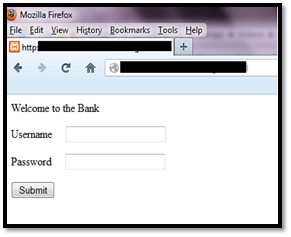 Mozilla Firefox
File Edit View History Bookmarks Tools Help
http:
Welcome to the Bank
Username
Password
Submit